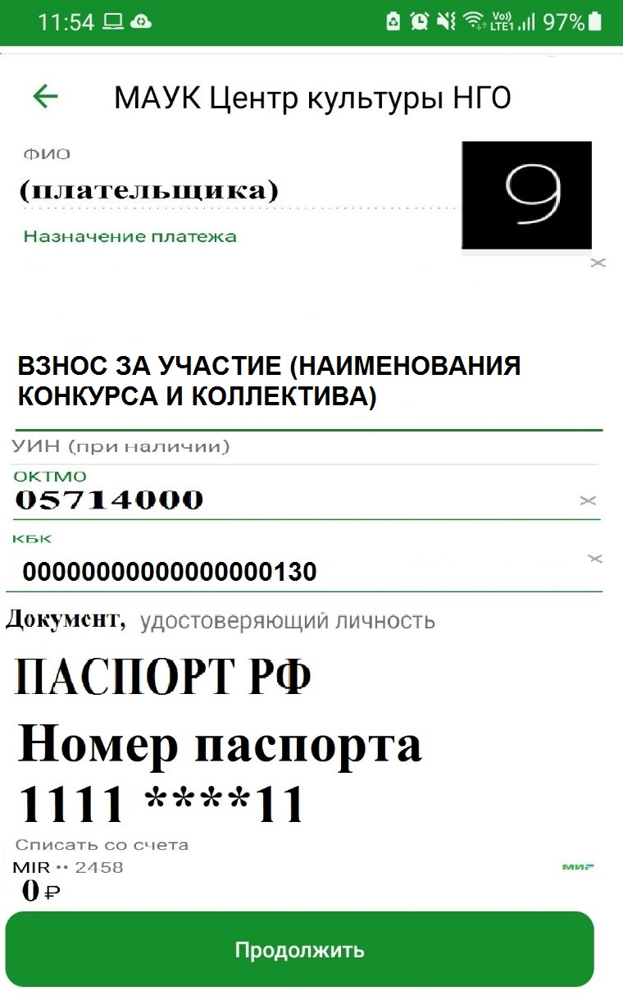 11:54 Vo)) LTE1 97%
МАУК Центр культуры НГО
ФИО
(плательщика)
9
Назначение платежа
ВЗНОС ЗА УЧАСТИЕ (НАИМЕНОВАНИЯ
КОНКУРСА И КОЛЛЕКТИВА)
УИН (при наличии)
ОКТМО
05714000
КБК
00000000000000000130
Документ, удостоверяющий личность
ПАСПОРТ РФ
Номер паспорта
1111 ****11
Списать со счета
MIR •• 2458
МИР
0 ₽
Продолжить